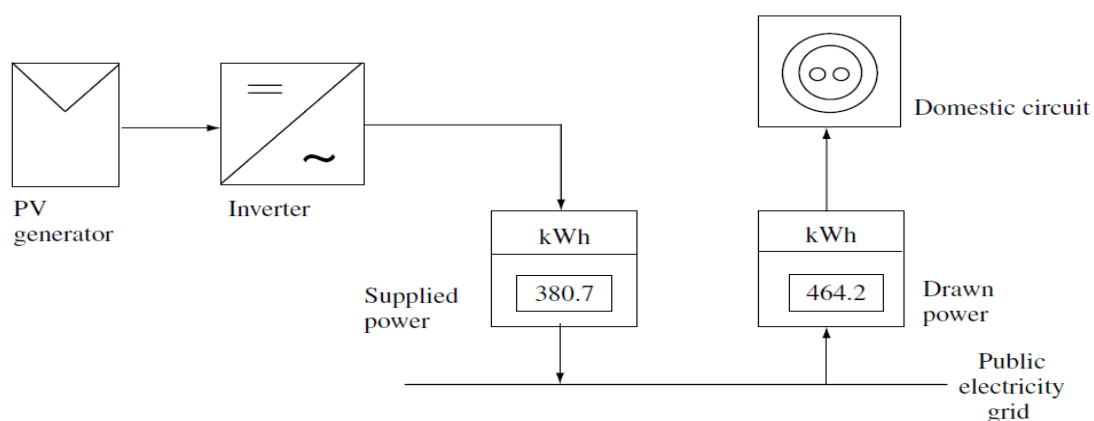 PV
generator
Inverter
kWh
380.7
Supplied
power
Domestic circuit
kWh
464.2
Drawn
power
Public
electricity
grid